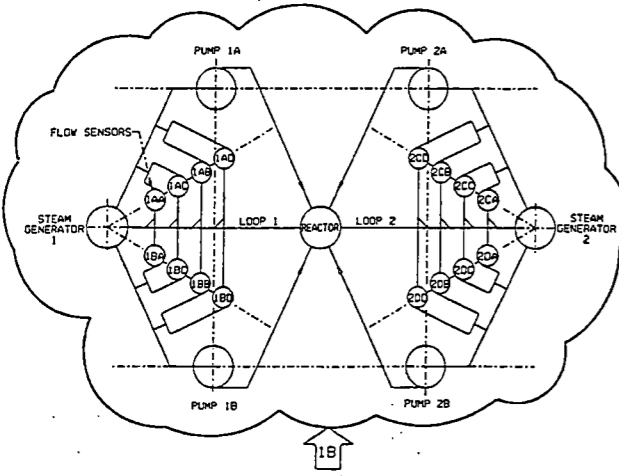 PUMP 1A
PUMP 2A
FLOW SENSORS
1AD
1AB
1AC
1AA
2CD
2CB
2CC
2CA
STEAM
GENERATOR
1
LOOP 1
REACTOR
LOOP 2
STEAM
GENERATOR
2
1BA
1BC
1BB
1BD
2DA
2DC
2DB
2DD
PUMP 1B
PUMP 2B
1B